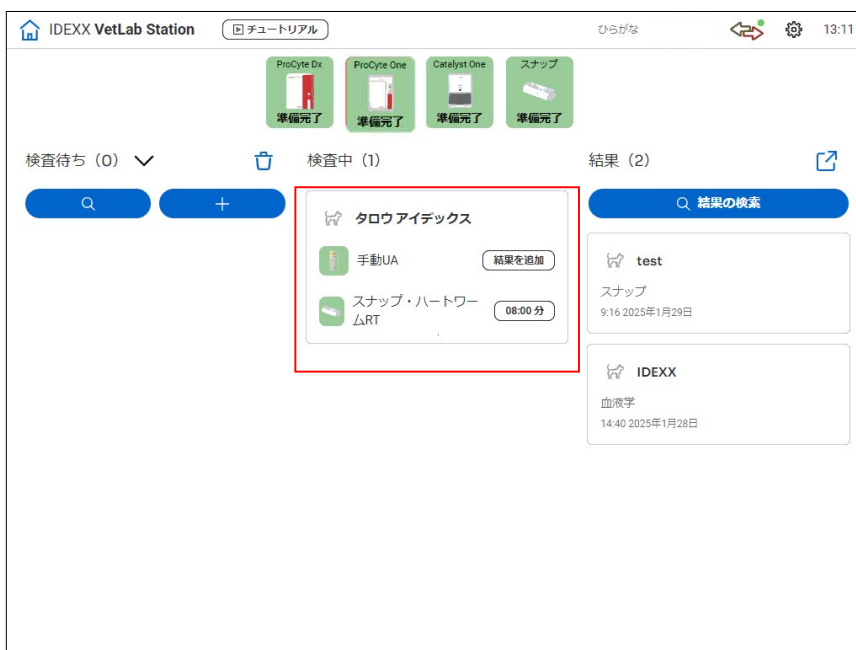 IDEXX VetLab Station
チュートリアル
ひらがな
13:11
ProCyte Dx
準備完了
ProCyte One
準備完了
Catalyst One
準備完了
スナップ
準備完了
検査待ち（0）
検査中（1）
タロウ アイデックス
手動UA
結果を追加
スナップ・ハートワー
ムRT
08:00 分
結果（2）
結果の検索
test
スナップ
9:16 2025年1月29日
IDEXX
血液学
14:40 2025年1月28日